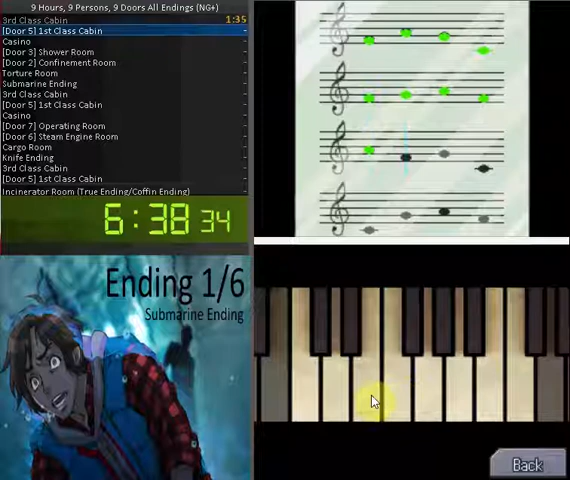 9 Hours, 9 Persons, 9 Doors All Endings (NG+)
3rd Class Cabin 1:35
[Door 5] 1st Class Cabin -
Casino -
[Door 3] Shower Room -
[Door 2] Confinement Room -
Torture Room -
Submarine Ending -
3rd Class Cabin -
[Door 5] 1st Class Cabin -
Casino -
[Door 7] Operating Room -
[Door 6] Steam Engine Room -
Cargo Room -
Knife Ending -
3rd Class Cabin -
[Door 5] 1st Class Cabin -
Incinerator Room (True Ending/Coffin Ending) -
6:38 34
Ending 1/6
Submarine Ending
Back